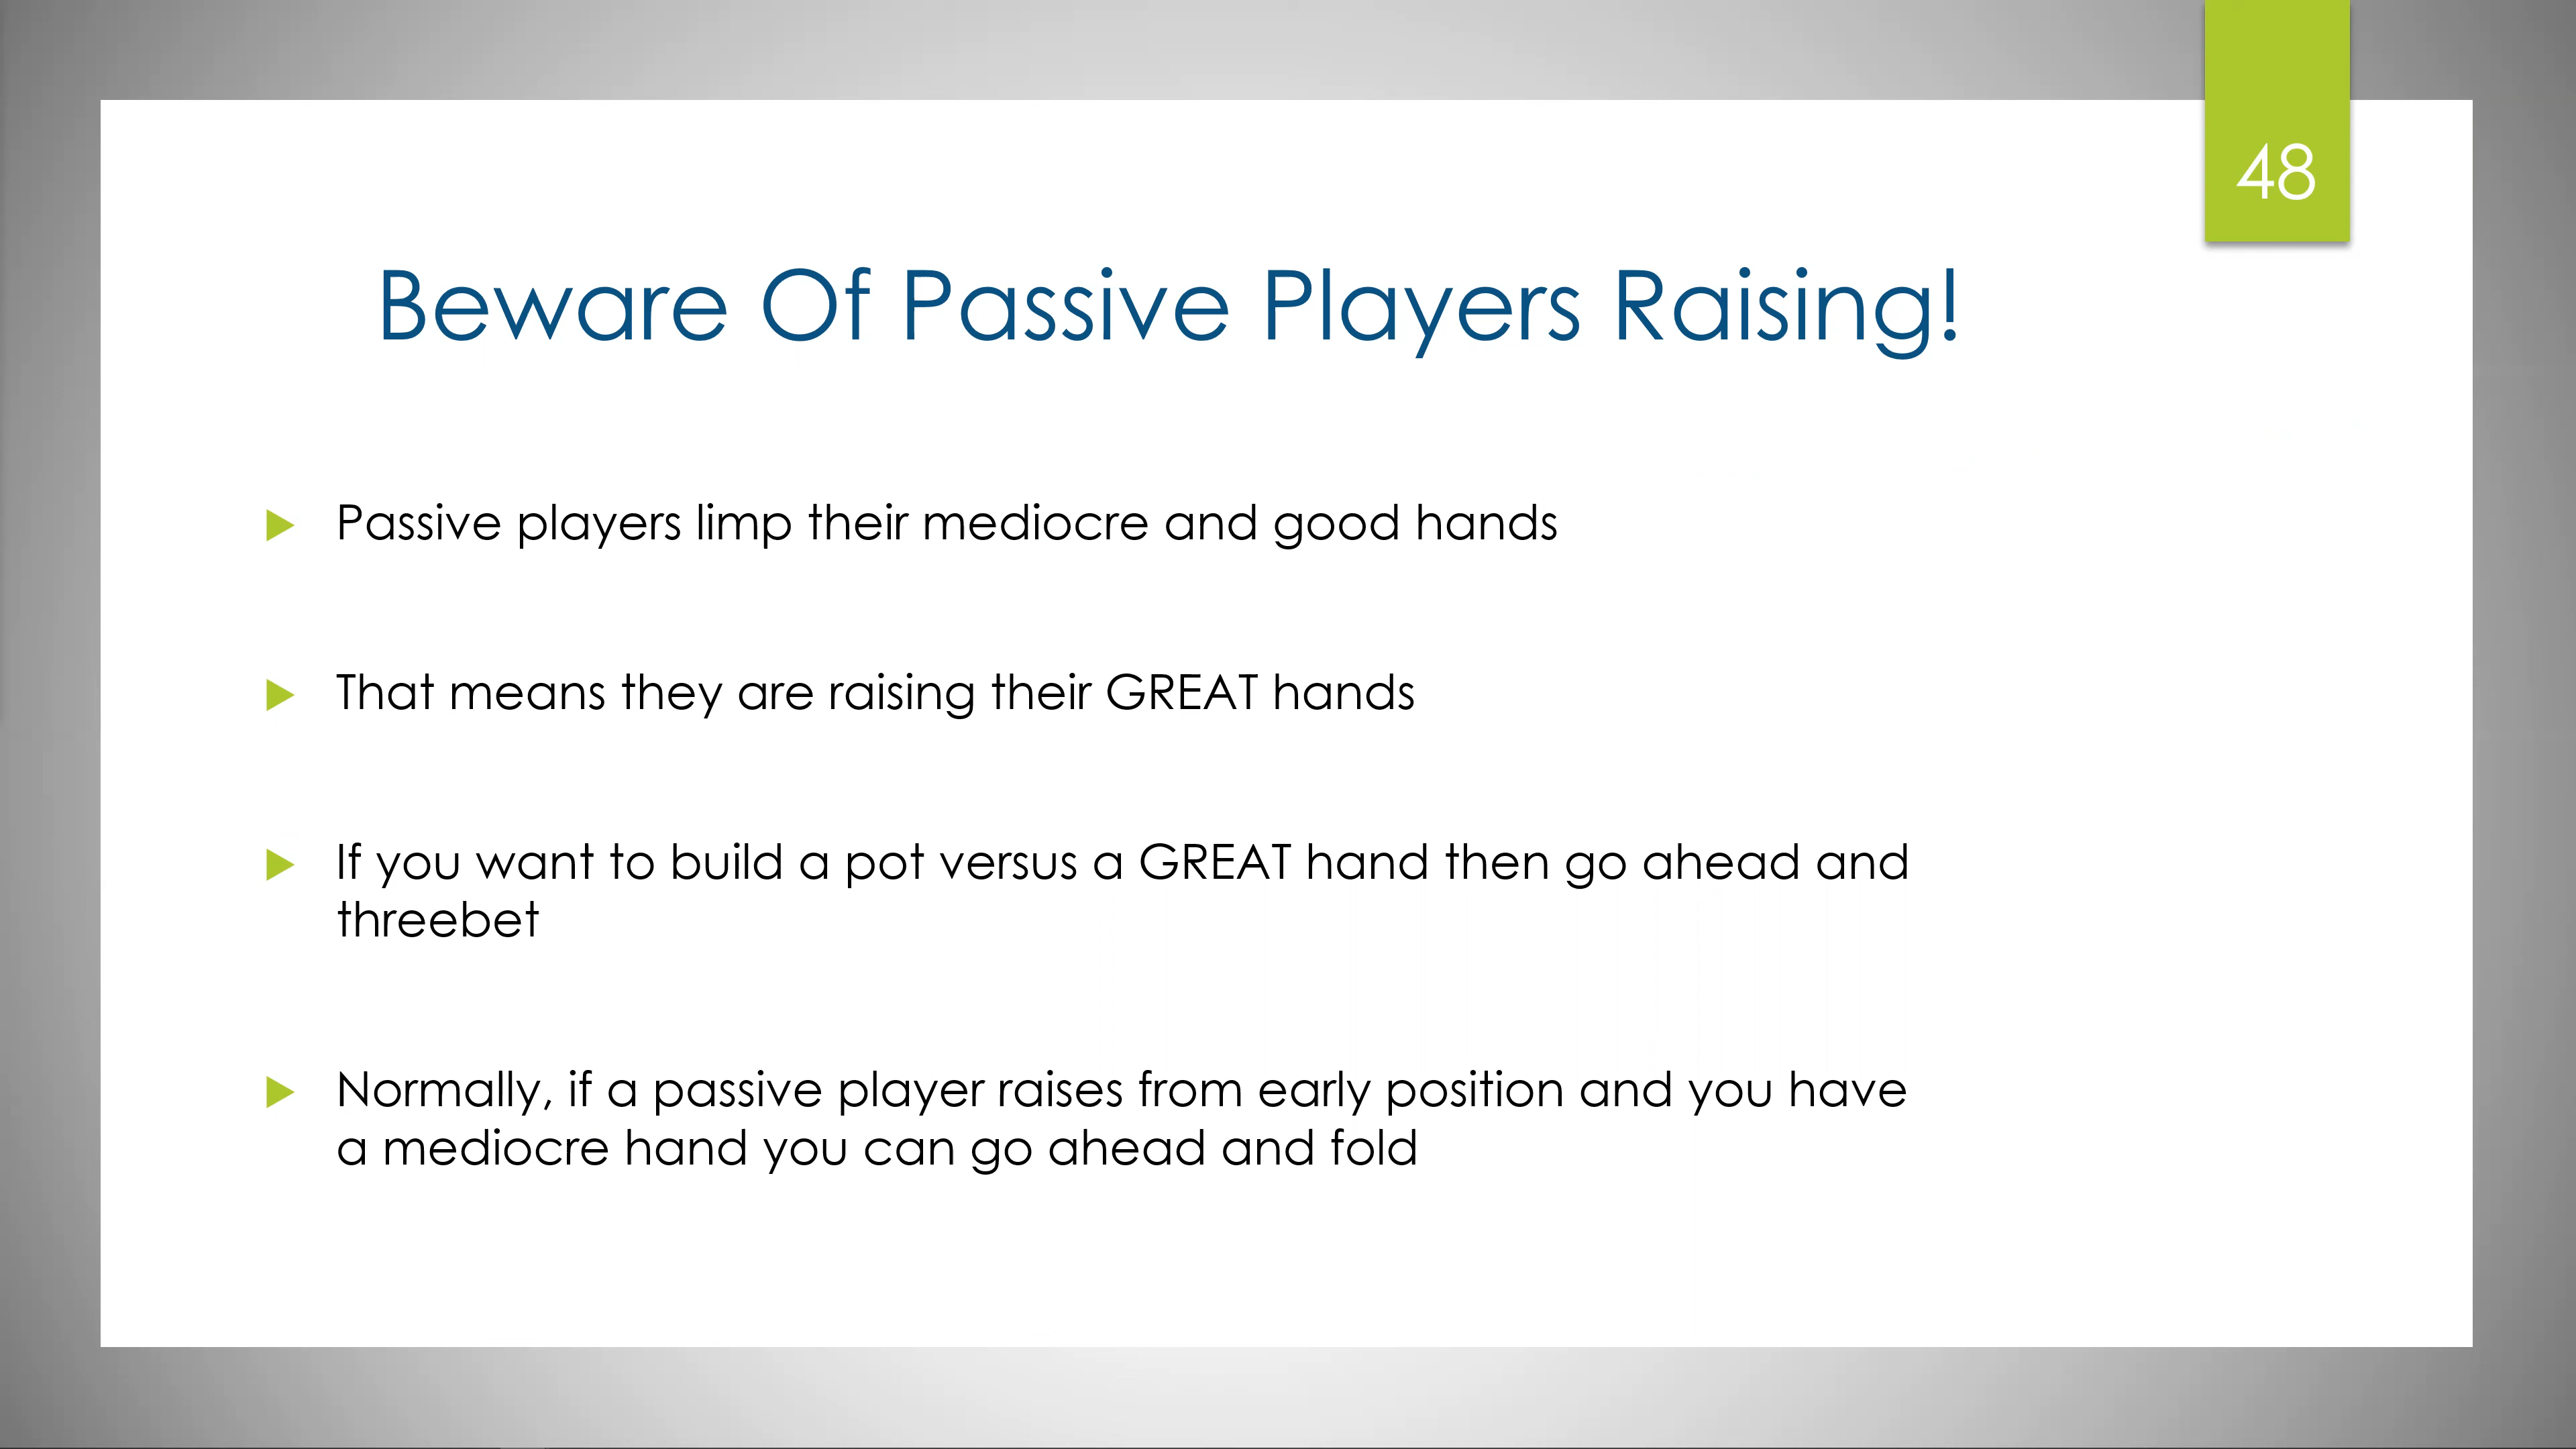 48
Beware Of Passive Players Raising!
Passive players limp their mediocre and good hands
That means they are raising their GREAT hands
If you want to build a pot versus a GREAT hand then go ahead and
threebet
Normally, if a passive player raises from early position and you have
a mediocre hand you can go ahead and fold